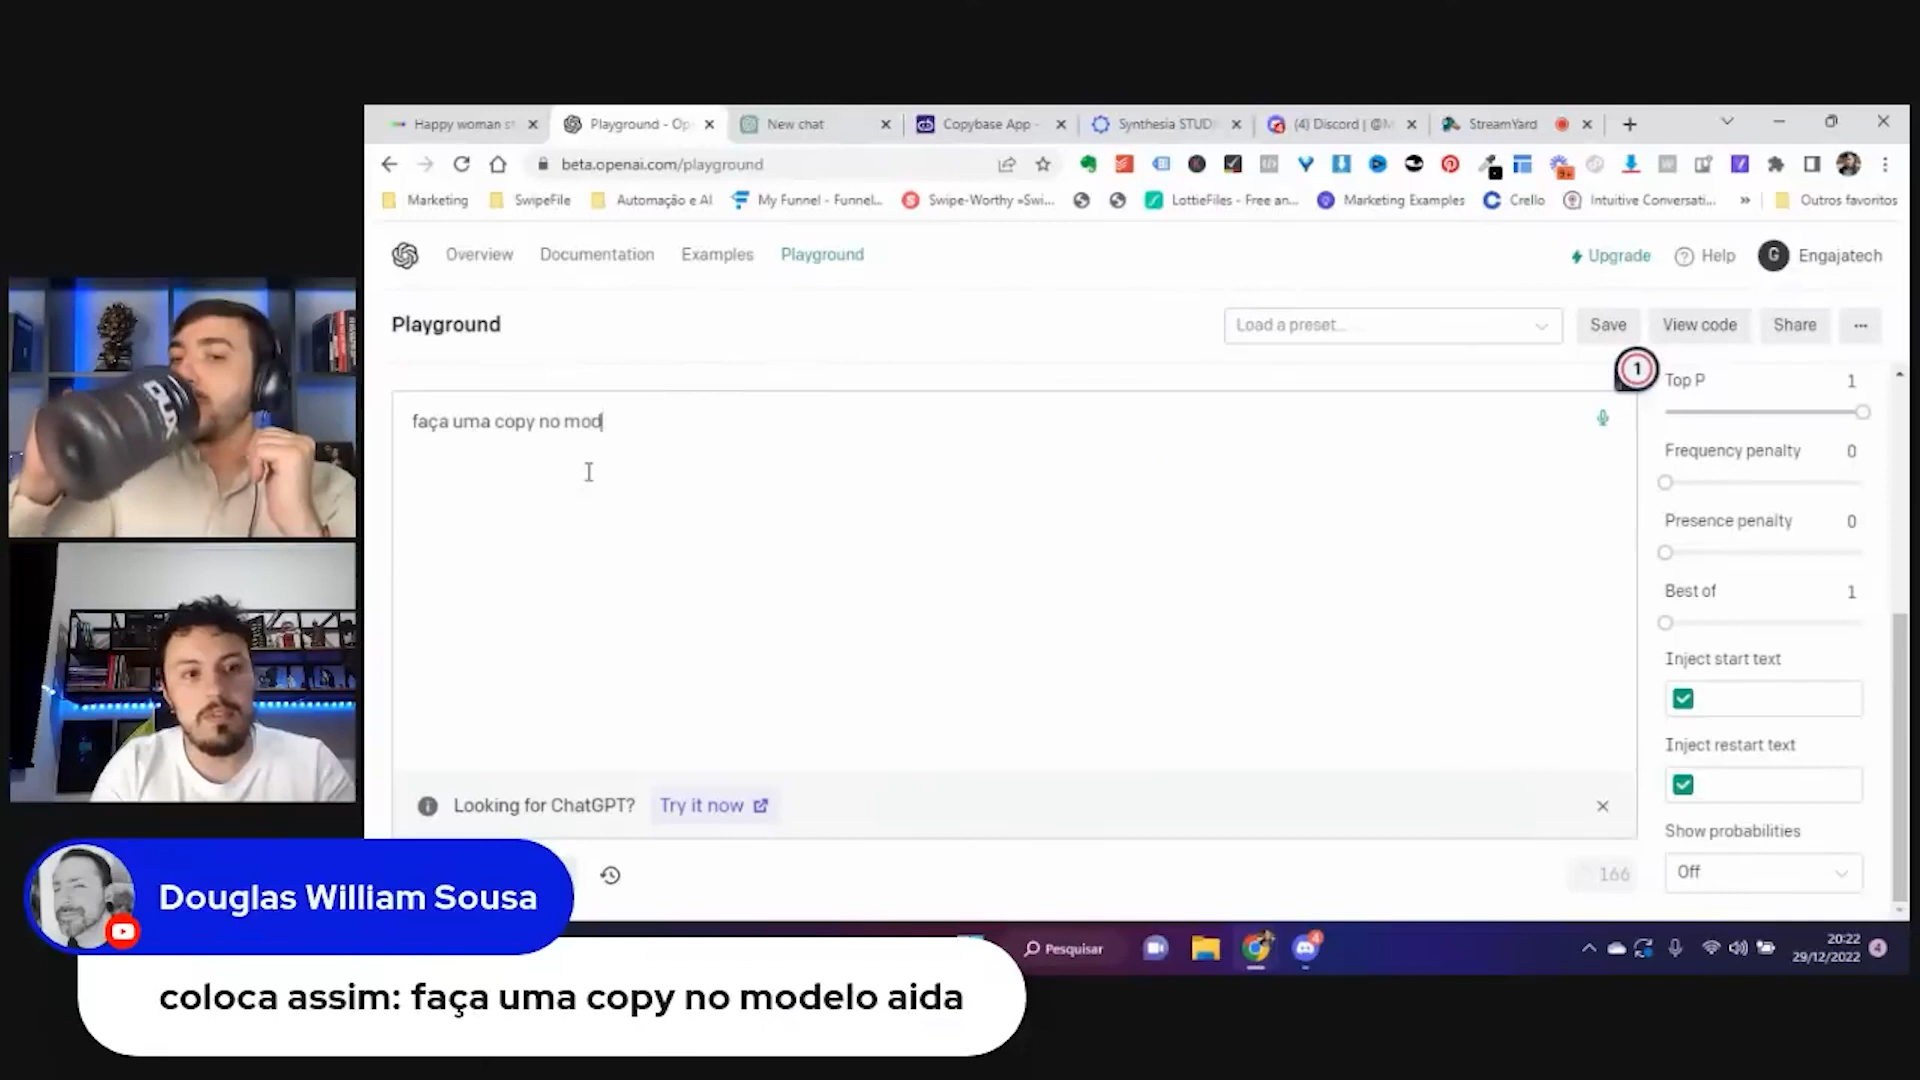 Happy woman s
Playground - Op
New chat
Copybase App -
Synthesia STUD
(4) Discord | @M
StreamYard
beta.openai.com/playground
9+
Marketing
SwipeFile
Automação e AI
My Funnel - Funnel...
Swipe-Worthy »Swi...
LottieFiles - Free an...
Marketing Examples
Crello
Intuitive Conversati...
»
Outros favoritos
Overview
Documentation
Examples
Playground
Upgrade
Help
G
Engajatech
Playground
Load a preset...
Save
View code
Share
...
1
Top P
1
faça uma copy no mod
Frequency penalty
0
Presence penalty
0
Best of
1
Inject start text
Inject restart text
Looking for ChatGPT?
Try it now
Show probabilities
Off
166
DUX
Douglas William Sousa
coloca assim: faça uma copy no modelo aida
Pesquisar
4
20:22
29/12/2022
4